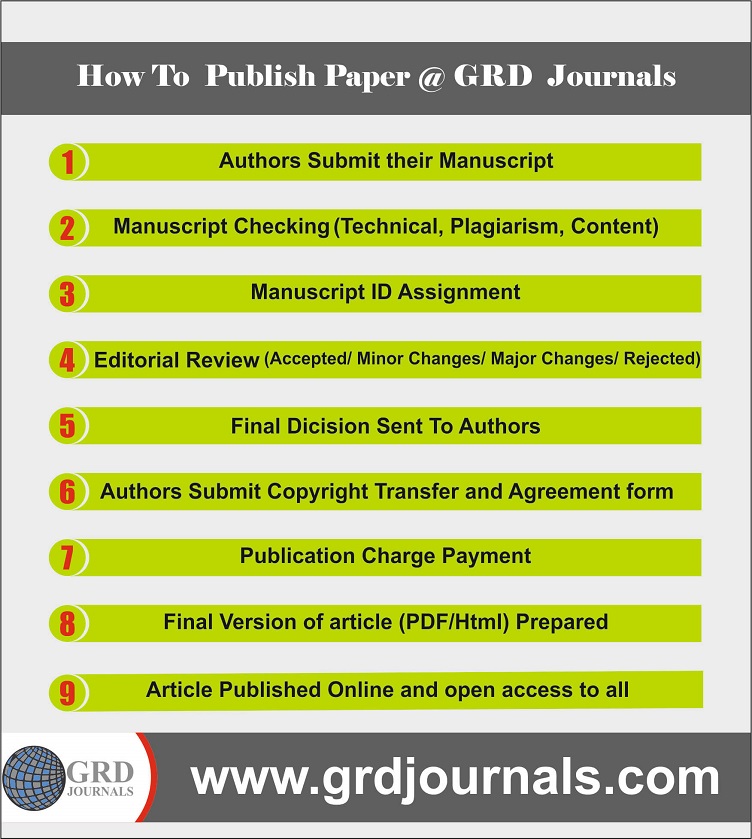 How To Publish Paper @ GRD Journals
1 Authors Submit their Manuscript
2 Manuscript Checking (Technical, Plagiarism, Content)
3 Manuscript ID Assignment
4 Editorial Review (Accepted/ Minor Changes/ Major Changes/ Rejected)
5 Final Dicision Sent To Authors
6 Authors Submit Copyright Transfer and Agreement form
7 Publication Charge Payment
8 Final Version of article (PDF/Html) Prepared
9 Article Published Online and open access to all
GRD
JOURNALS
www.grdjournals.com